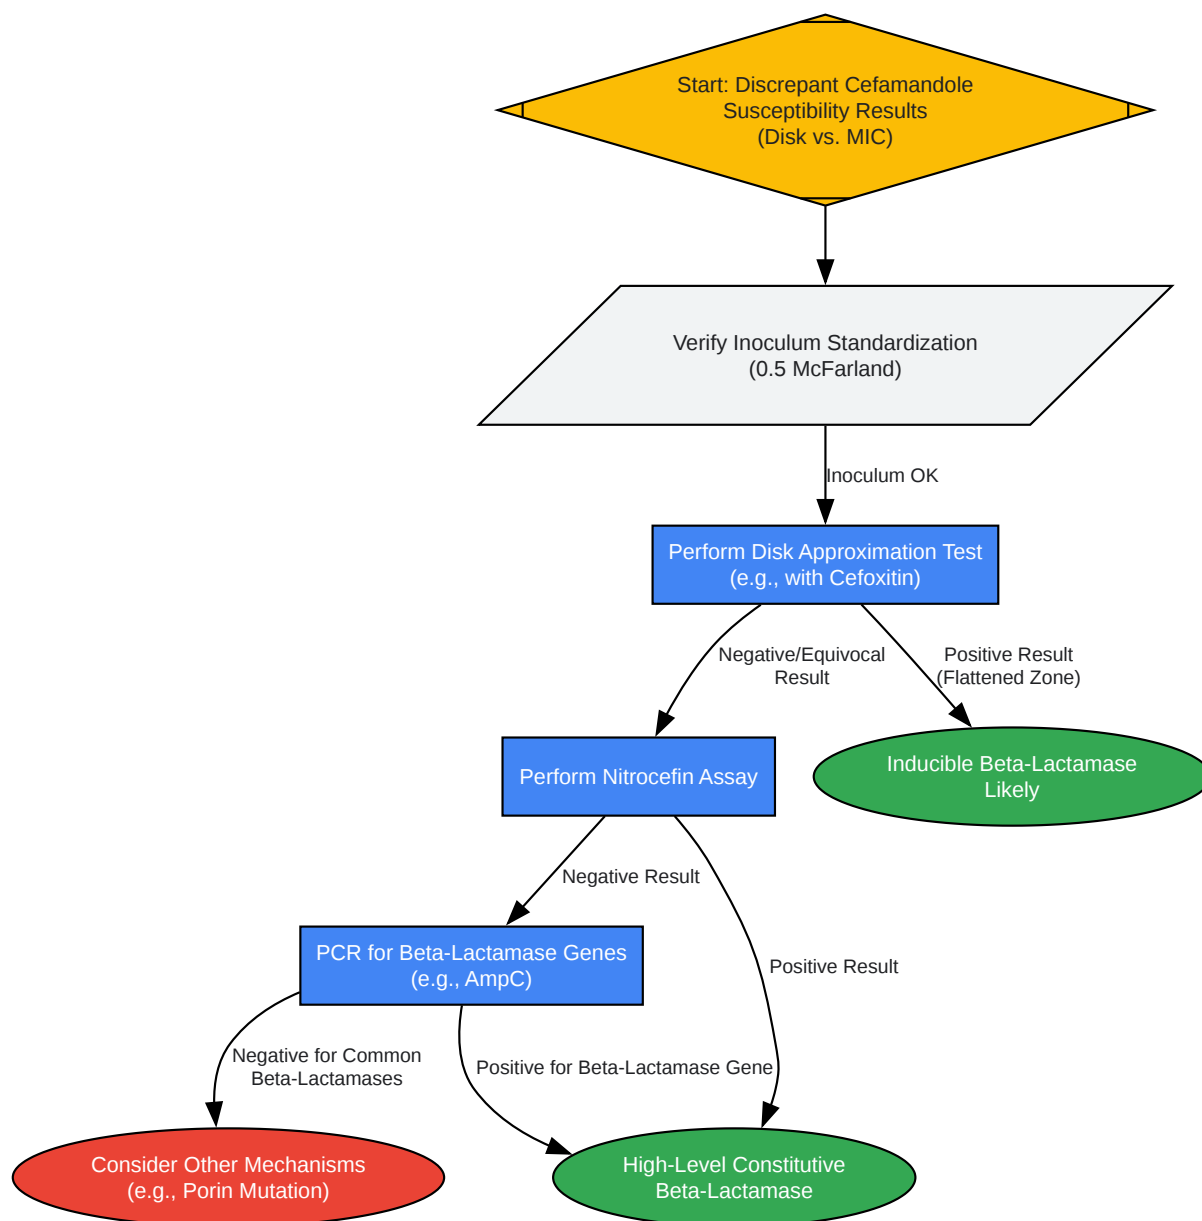 Start: Discrepant Cefamandole
Susceptibility Results
(Disk vs. MIC)
Verify Inoculum Standardization
(0.5 McFarland)
Inoculum OK
Perform Disk Approximation Test
(e.g., with Cefoxitin)
Negative/Equivocal
Result
Positive Result
(Flattened Zone)
Perform Nitrocefin Assay
Inducible Beta-Lactamase
Likely
Negative Result
PCR for Beta-Lactamase Genes
(e.g., AmpC)
Positive Result
Negative for Common
Beta-Lactamases
Positive for Beta-Lactamase Gene
Consider Other Mechanisms
(e.g., Porin Mutation)
High-Level Constitutive
Beta-Lactamase